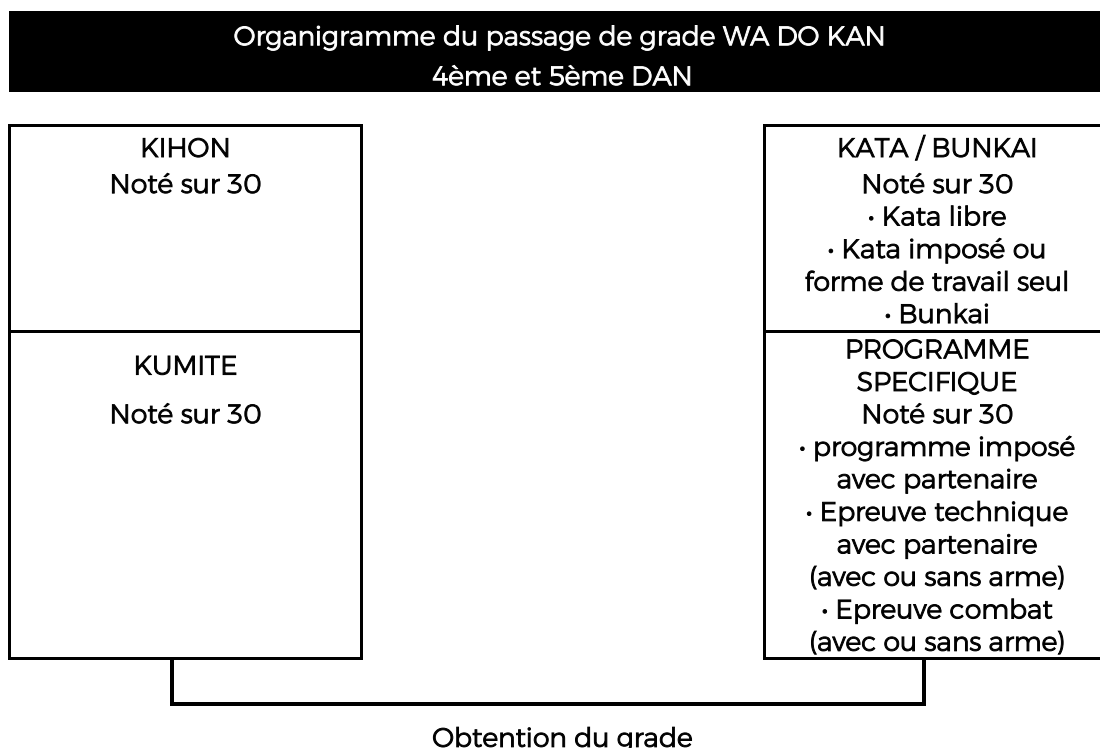 Organigramme du passage de grade WA DO KAN
4ème et 5ème DAN
KIHON
Noté sur 30
KUMITE
Noté sur 30
KATA / BUNKAI
Noté sur 30
· Kata libre
· Kata imposé ou
forme de travail seul
· Bunkai
PROGRAMME
SPECIFIQUE
Noté sur 30
· programme imposé
avec partenaire
· Epreuve technique
avec partenaire
(avec ou sans arme)
· Epreuve combat
(avec ou sans arme)
Obtention du grade